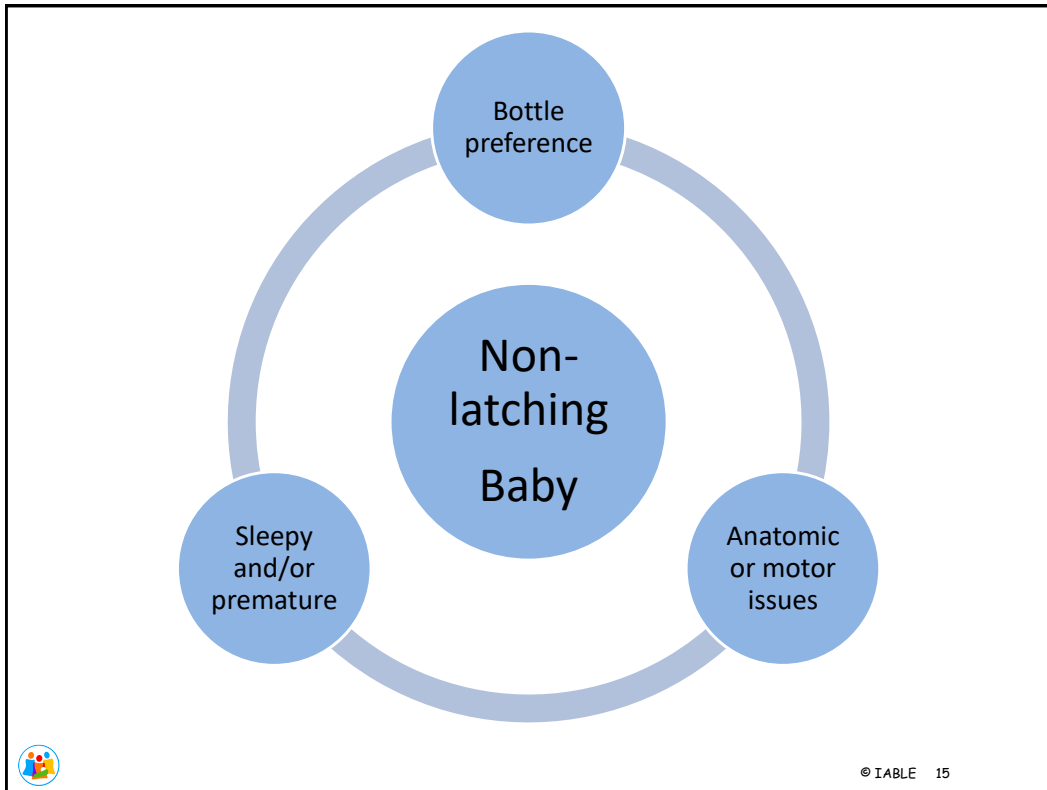 Bottle
preference
Non-
latching
Baby
Sleepy
and/or
premature
Anatomic
or motor
issues
© IABLE 15